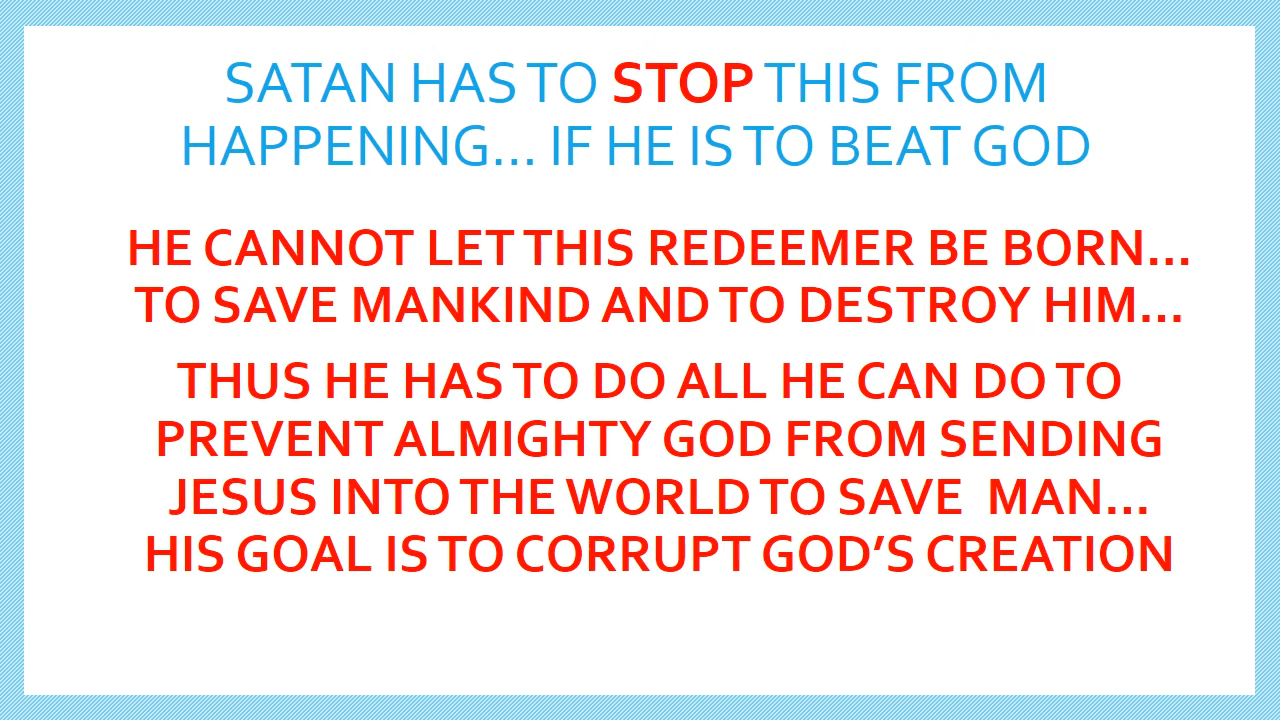 SATAN HAS TO STOP THIS FROM
HAPPENING... IF HE IS TO BEAT GOD
HE CANNOT LET THIS REDEEMER BE BORN...
TO SAVE MANKIND AND TO DESTROY HIM...
THUS HE HAS TO DO ALL HE CAN DO TO
PREVENT ALMIGHTY GOD FROM SENDING
JESUS INTO THE WORLD TO SAVE  MAN...
HIS GOAL IS TO CORRUPT GOD’S CREATION